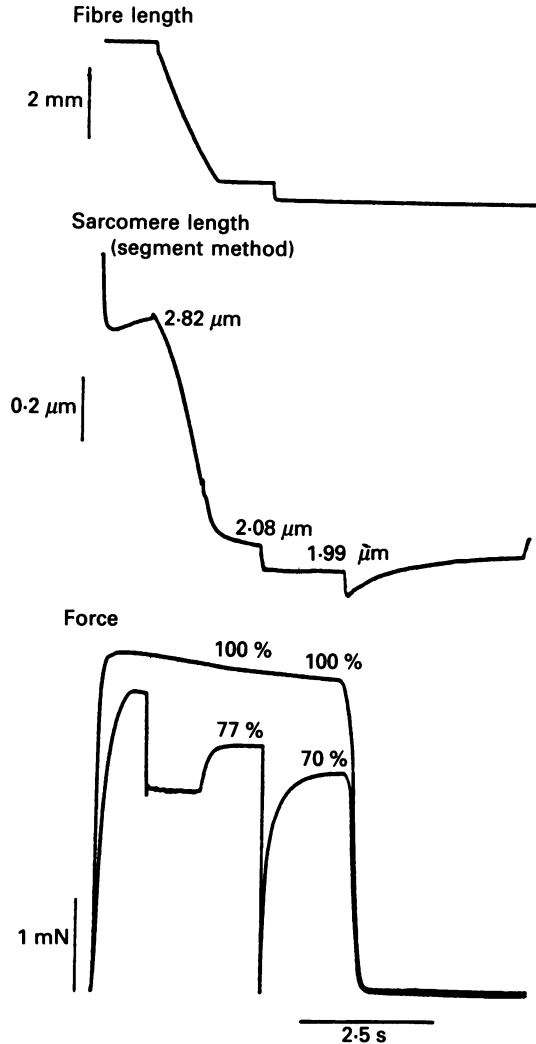 Fibre length
2 mm
Sarcomere length
(segment method)
2·82 μm
0·2 μm
2·08 μm
1·99 μm
Force
100 %
100 %
77 %
70 %
1 mN
2·5 s